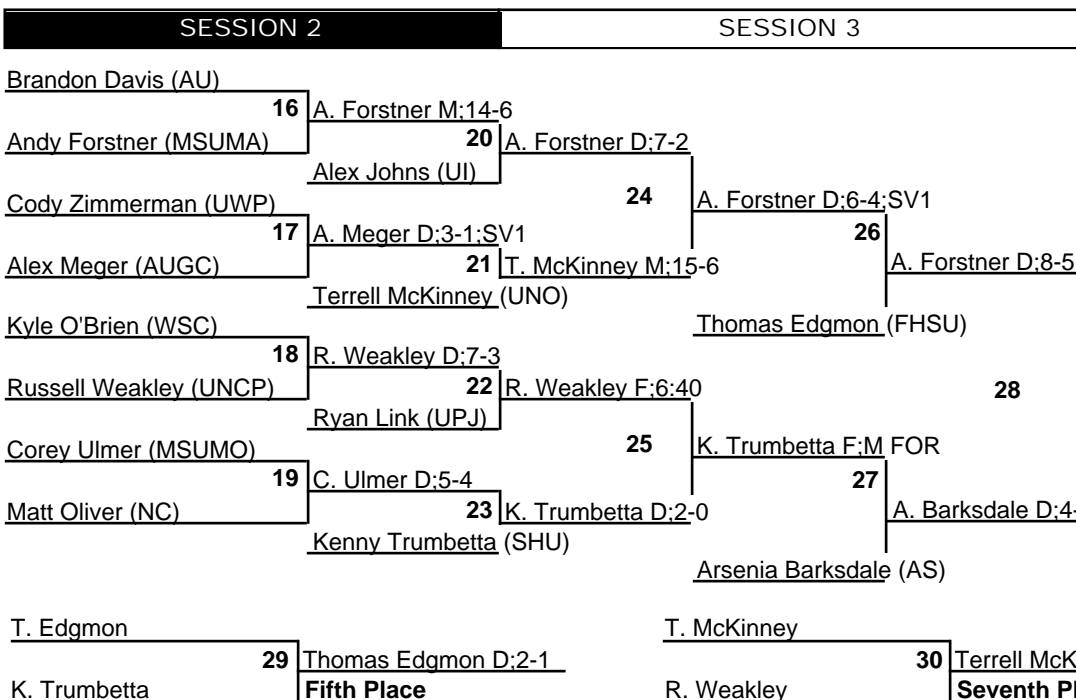 SESSION 2 SESSION 3
Brandon Davis (AU)
16 A. Forstner M;14-6
Andy Forstner (MSUMA) 20 A. Forstner D;7-2
Alex Johns (UI)
24 A. Forstner D;6-4;SV1
Cody Zimmerman (UWP)
17 A. Meger D;3-1;SV1 26
Alex Meger (AUGC) 21 T. McKinney M;15-6 A. Forstner D;8-5
Terrell McKinney (UNO)
Kyle O'Brien (WSC) Thomas Edgmon (FHSU)
18 R. Weakley D;7-3
Russell Weakley (UNCP) 22 R. Weakley F;6:40 28
Ryan Link (UPJ)
Corey Ulmer (MSUMO) 25 K. Trumbetta F;M FOR
19 C. Ulmer D;5-4 27
Matt Oliver (NC) 23 K. Trumbetta D;2-0 A. Barksdale D;4-
Kenny Trumbetta (SHU)
Arsenia Barksdale (AS)
T. Edgmon T. McKinney
29 Thomas Edgmon D;2-1 30 Terrell
K. Trumbetta Fifth Place R. Weakley Seventh